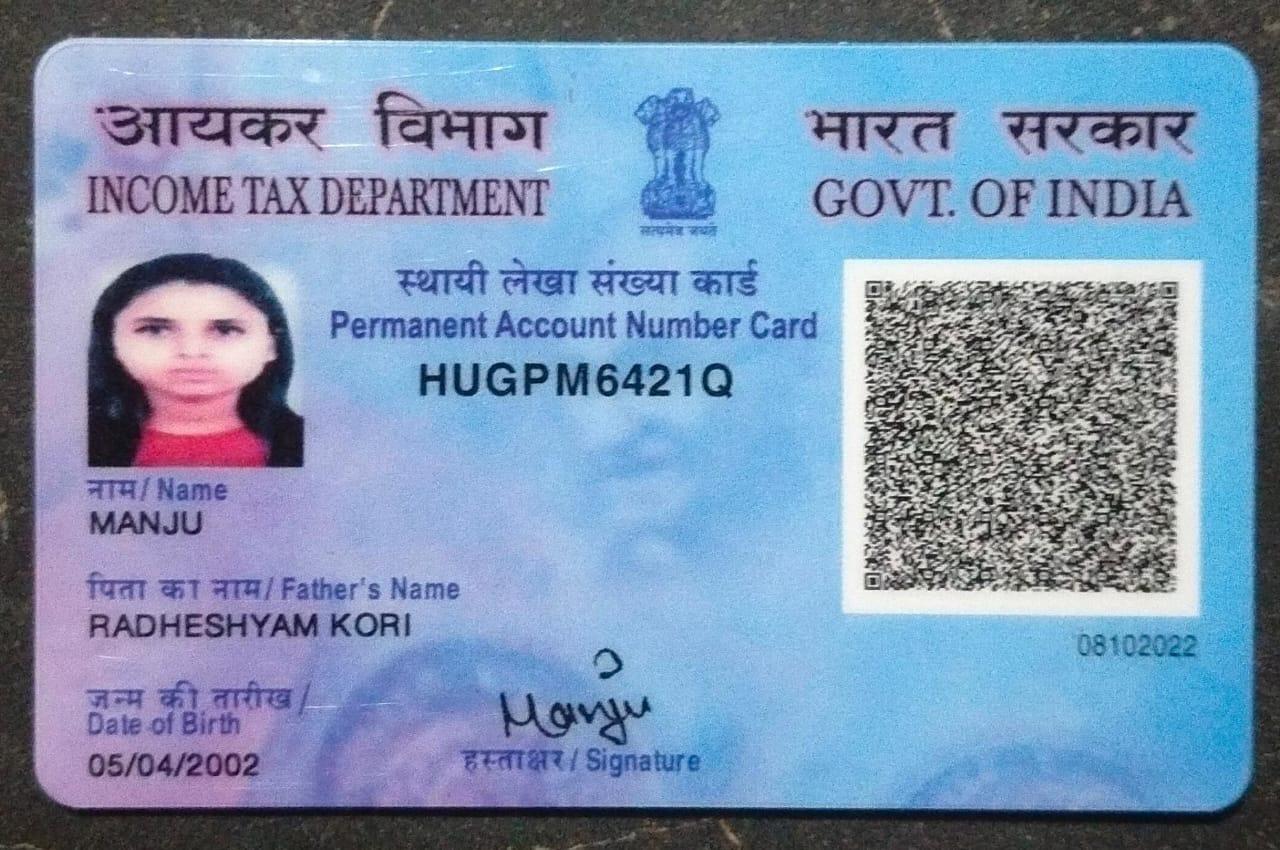 आयकर विभाग
INCOME TAX DEPARTMENT
भारत सरकार
GOVT. OF INDIA
सत्यमेव जयते
स्थायी लेखा संख्या कार्ड
Permanent Account Number Card
HUGPM6421Q
नाम / Name
MANJU
पिता का नाम / Father's Name
RADHESHYAM KORI
08102022
जन्म की तारीख /
Date of Birth
05/04/2002
Manju
हस्ताक्षर / Signature